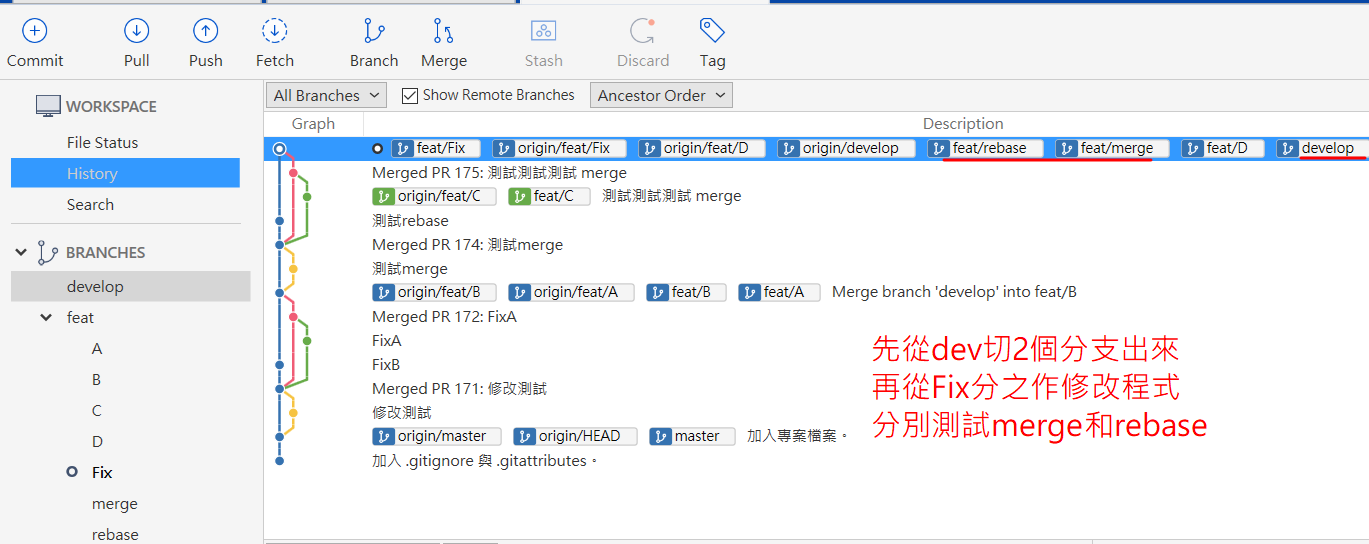 Commit Pull Push Fetch Branch Merge Stash Discard Tag
WORKSPACE
File Status
History
Search
BRANCHES
develop
feat
A
B
C
D
Fix
merge
rebase
All Branches Show Remote Branches Ancestor Order
Graph Description
feat/Fix origin/feat/Fix origin/feat/D origin/develop feat/rebase feat/merge feat/D develop
Merged PR 175: 測試測試測試 merge
origin/feat/C feat/C 測試測試測試 merge
測試rebase
Merged PR 174: 測試merge
測試merge
origin/feat/B origin/feat/A feat/B feat/A Merge branch 'develop' into feat/B
Merged PR 172: FixA
FixA
FixB
Merged PR 171: 修改測試
修改測試
origin/master origin/HEAD master 加入專案檔案。
加入 .gitignore 與 .gitattributes。
先從dev切2個分支出來
再從Fix分之作修改程式
分別測試merge和rebase